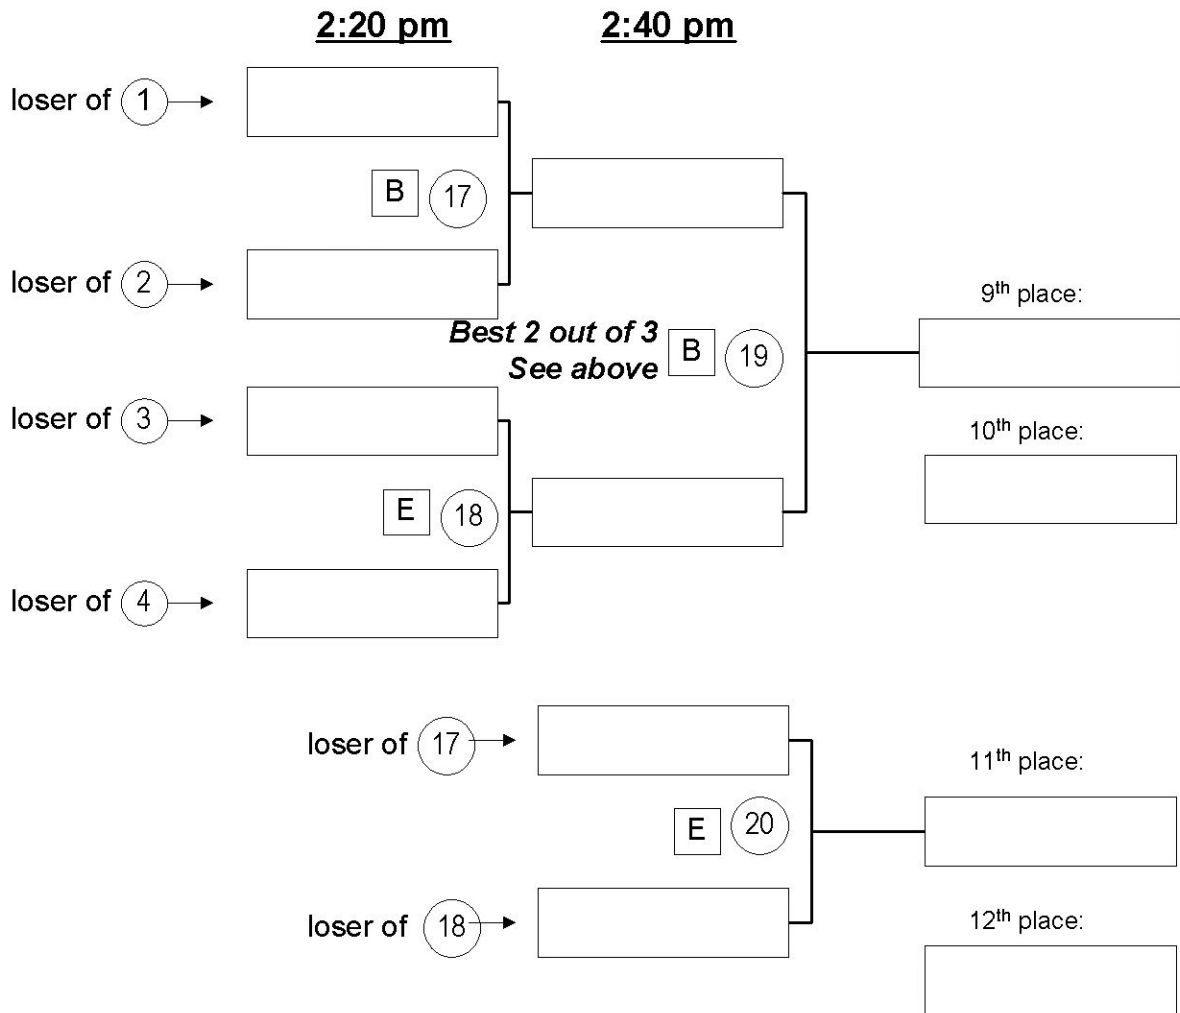 2:20 pm 2:40 pm
loser of 1
B 17
loser of 2
9th place:
Best 2 out of 3
See above
B 19
loser of 3
10th place:
E 18
loser of 4
loser of 17
11th place:
E 20
loser of 18
12th place: